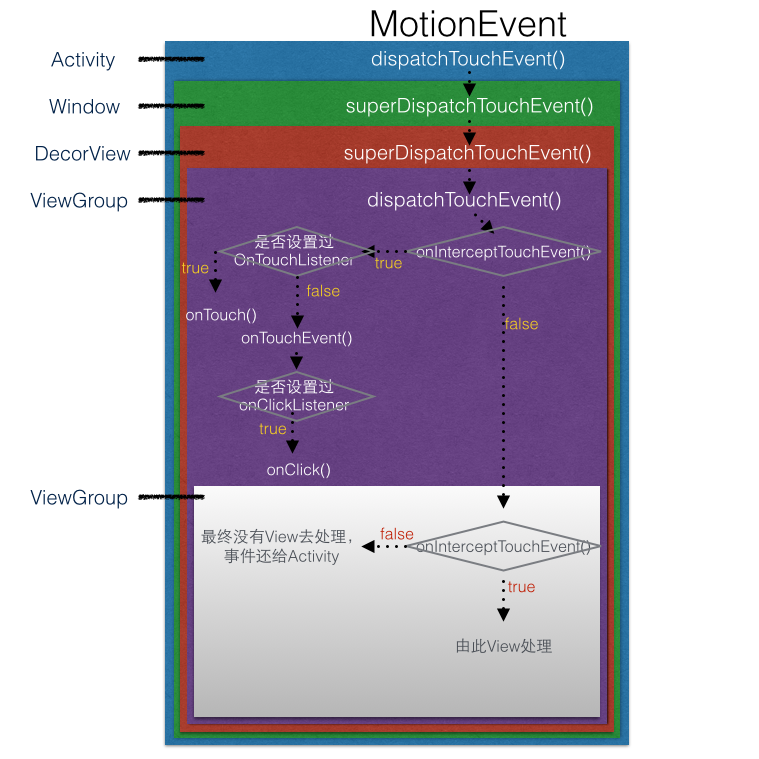 MotionEvent
Activity
dispatchTouchEvent()
Window
superDispatchTouchEvent()
DecorView
superDispatchTouchEvent()
ViewGroup
dispatchTouchEvent()
是否设置过
OnTouchListener
onInterceptTouchEvent()
true
true
false
onTouch()
false
onTouchEvent()
是否设置过
onClickListener
true
onClick()
ViewGroup
最终没有View去处理，
事件还给Activity
false
onInterceptTouchEvent()
true
由此View处理